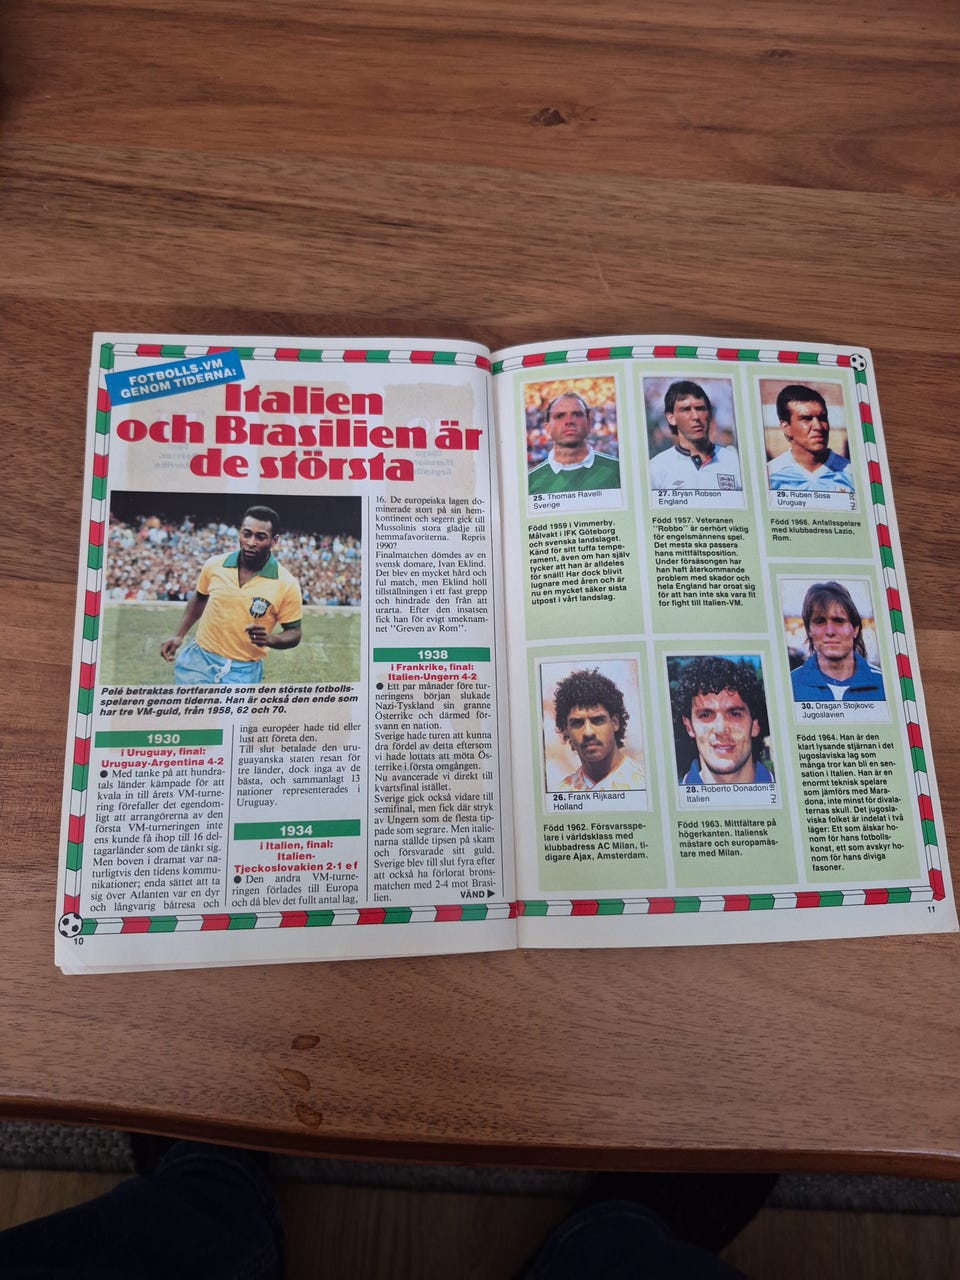 FOTBOLLS-VM
GENOM TIDERNA:
Italien
och Brasilien är
de största
Pelé betraktas fortfarande som den störste fotbolls-
spelaren genom tiderna. Han är också den ende som
har tre VM-guld, från 1958, 62 och 70.
1930
i Uruguay, final:
Uruguay-Argentina 4-2
● Med tanke på att hundra-
tals länder kämpade för att
kvala in till årets VM-turne-
ring förefaller det egendom-
ligt att arrangörerna av den
första VM-turneringen inte
ens kunde få ihop till 16 del-
tagarländer som de tänkt sig.
Men boven i dramat var na-
turligtvis den tidens kommu-
nikationer; enda sättet att ta
sig över Atlanten var en dyr
och långvarig båtresa och
inga européer hade tid eller
lust att företa den.
Till slut betalade den uru-
guayanska staten resan för
tre länder, dock inga av de
bästa, och sammanlagt 13
nationer representerades i
Uruguay.
1934
i Italien, final:
Italien-
Tjeckoslovakien 2-1 e f
● Den andra VM-turne-
ringen förlades till Europa
och då blev det fullt antal lag,
16. De europeiska lagen do-
minerade stort på sin hem-
kontinent och segern gick till
Mussolinis stora glädje till
hemmafavoriterna. Repris
1990?
Finalmatchen dömdes av en
svensk domare, Ivan Eklind.
Det blev en mycket hård och
ful match, men Eklind höll
tillställningen i ett fast grepp
och hindrade den från att
urarta. Efter den insatsen
fick han för evigt smeknam-
net ''Greven av Rom''.
1938
i Frankrike, final:
Italien-Ungern 4-2
● Ett par månader före tur-
neringens början slukade
Nazi-Tyskland sin granne
Österrike och därmed för-
svann en nation.
Sverige hade turen att kunna
dra fördel av detta eftersom
vi hade lottats att möta Ös-
terrike i första omgången.
Nu avancerade vi direkt till
kvartsfinal istället.
Sverige gick också vidare till
semifinal, men fick där stryk
av Ungern som de flesta tip-
pade som segrare. Men italie-
narna ställde tipsen på skam
och försvarade sitt guld.
Sverige blev till slut fyra efter
att också ha förlorat brons-
matchen med 2-4 mot Brasi-
lien.
VÄND ▶
10
25. Thomas Ravelli
Sverige
Född 1959 i Vimmerby.
Målvakt i IFK Göteborg
och svenska landslaget.
Känd för sitt tuffa tempe-
rament, även om han själv
tycker att han är alldeles
för snäll! Har dock blivit
lugnare med åren och är
nu en mycket säker sista
utpost i vårt landslag.
27. Bryan Robson
England
Född 1957. Veteranen
''Robbo'' är oerhört viktig
för engelsmännens spel.
Det mesta ska passera
hans mittfältsposition.
Under försäsongen har
han haft återkommande
problem med skador och
hela England har oroat sig
för att han inte ska vara fit
for fight till Italien-VM.
29. Ruben Sosa
Uruguay
Född 1966. Anfallsspelare
med klubbadress Lazio,
Rom.
26. Frank Rijkaard
Holland
Född 1962. Försvarsspe-
lare i världsklass med
klubbadress AC Milan, ti-
digare Ajax, Amsterdam.
28. Roberto Donadoni
Italien
Född 1963. Mittfältare på
högerkanten. Italiensk
mästare och europamäs-
tare med Milan.
30. Dragan Stojkovic
Jugoslavien
Född 1964. Han är den
klart lysande stjärnan i det
jugoslaviska lag som
många tror kan bli en sen-
sation i Italien. Han är en
enormt teknisk spelare
som jämförs med Mara-
dona, inte minst för divala-
ternas skull. Det jugosla-
viska folket är indelat i två
läger: Ett som älskar ho-
nom för hans fotbolls-
konst, ett som avskyr ho-
nom för hans diviga
fasoner.
11